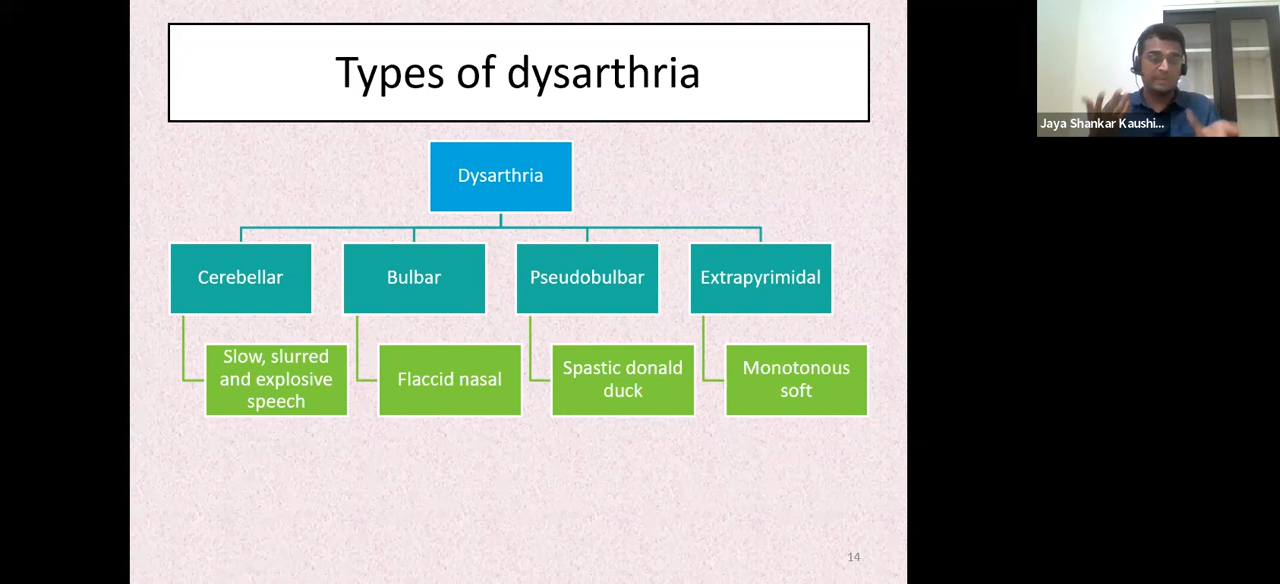 Types of dysarthria
Jaya Shankar Kaushi...
Dysarthria
Cerebellar
Bulbar
Pseudobulbar
Extrapyrimidal
Slow, slurred
and explosive
speech
Flaccid nasal
Spastic donald
duck
Monotonous
soft
14